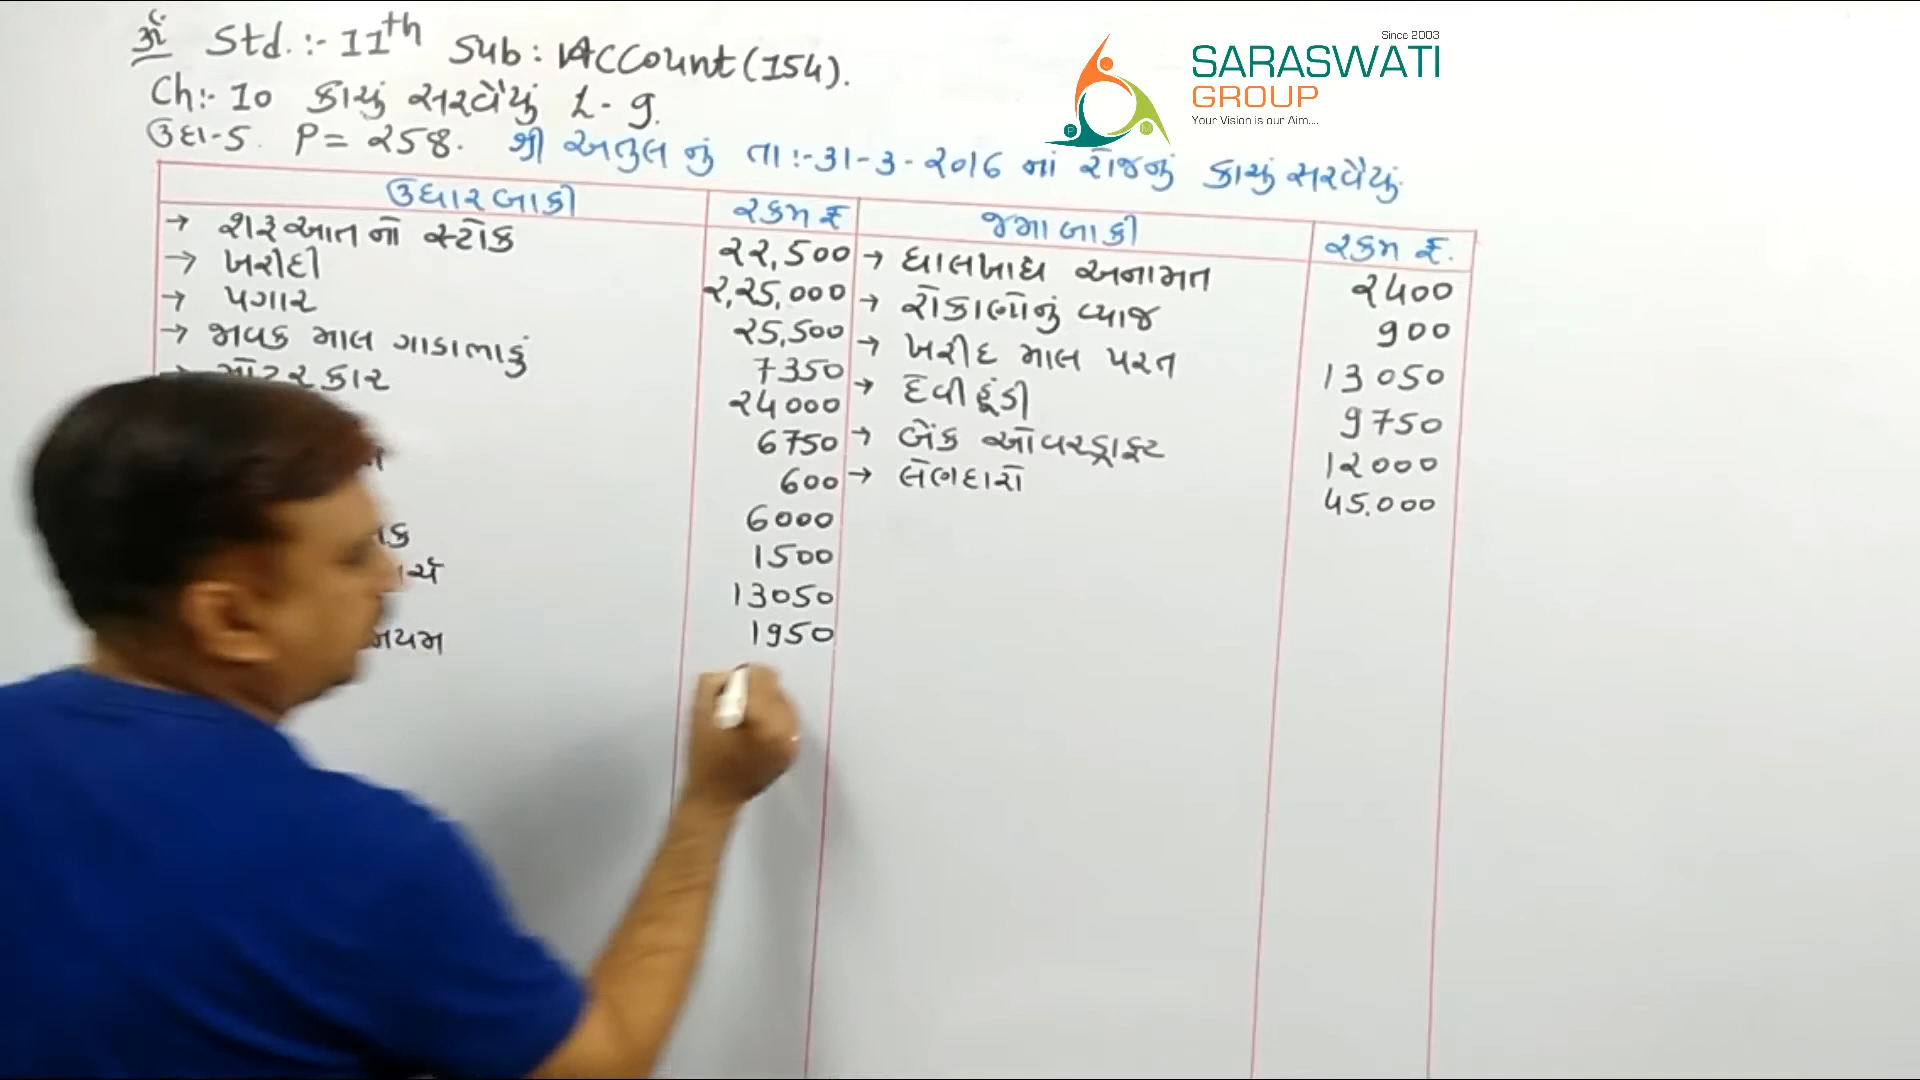 ૐ Std.:- 11th Sub: Account (154).
Since 2003
SARASWATI
GROUP
Your Vision is our Aim....
Ch:- 10 કાચું સરવૈયું L-9.
ઉદા-5. P = 258. શ્રી અતુલ નું તા:-31-3-2016 નાં રોજનું કાચું સરવૈયું.
ઉધાર બાકી રકમ ₹ જમા બાકી રકમ ₹.
→ શરૂઆતનો સ્ટોક 22,500 → ઘાલખાધ અનામત 2400
→ ખરીદી 2,25,000 → રોકાણોનું વ્યાજ 900
→ પગાર 25,500 → ખરીદ માલ પરત 13050
→ જાવક માલ ગાડાભાડું 7350 → દેવીહૂંડી 9750
→ મોટરકાર 24000 → બેંક ઓવરડ્રાફ્ટ 12000
6750 → લેણદારો 45,000
600
6000
1500
13050
1950